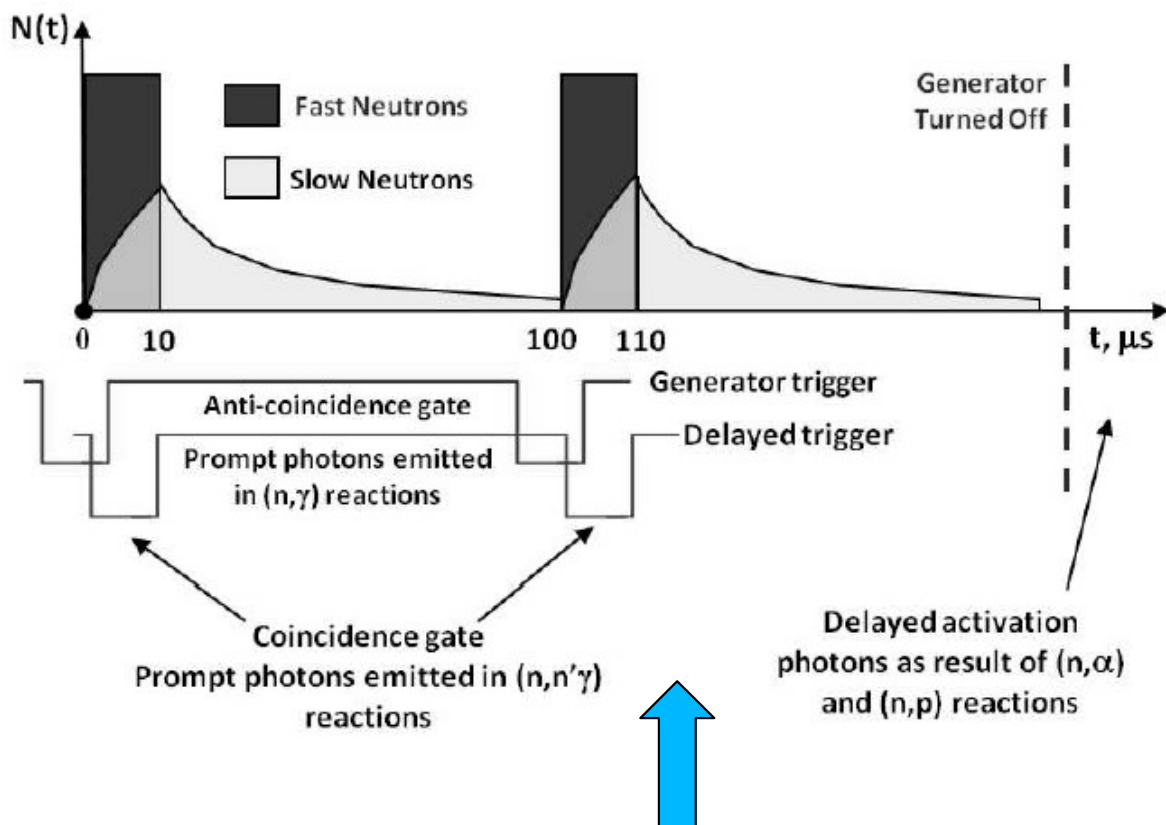 N(t)
Fast Neutrons
Slow Neutrons
Generator
Turned Off
0
10
100
110
t, μs
Generator trigger
Anti-coincidence gate
Delayed trigger
Prompt photons emitted
in (n,γ) reactions
Coincidence gate
Prompt photons emitted in (n,n’γ)
reactions
Delayed activation
photons as result of (n,α)
and (n,p) reactions